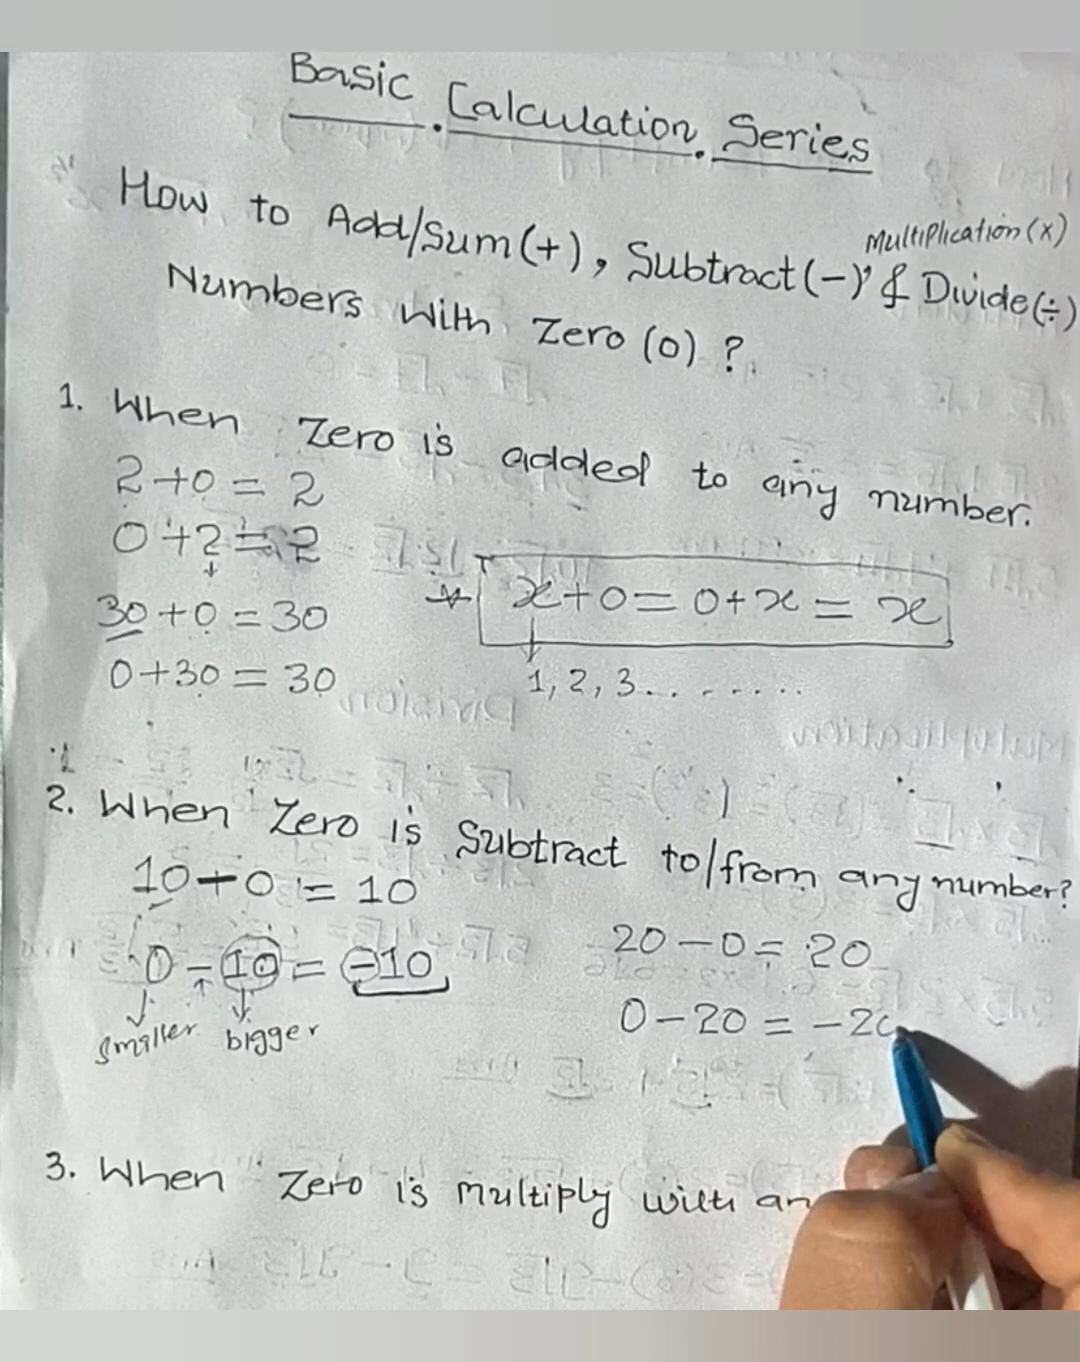 Basic Calculation Series
How to Add/Sum(+), Subtract(-), Multiplication(x) & Divide(÷)
Numbers with Zero (0) ?
1. When Zero is added to any number.
2+0 = 2
0+2 = 2
30+0 = 30
0+30 = 30
x+0=0+x = x
1, 2, 3........
2. When Zero is Subtract to/from any number?
10-0 = 10
0-10 = -10
smaller bigger
20-0 = 20
0-20 = -20
3. When Zero is multiply with an